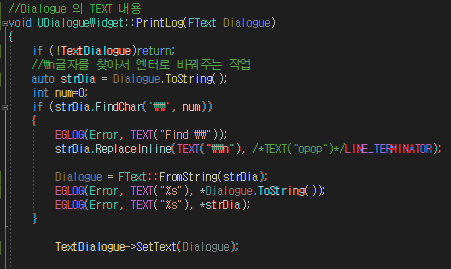 //Dialogue 의 TEXT 내용
void UDialogueWidget::PrintLog(FText Dialogue)
{
if (!TextDialogue)return;
//₩n글자를 찾아서 엔터로 바꿔주는 작업
auto strDia = Dialogue.ToString();
int num=0;
if (strDia.FindChar('₩₩', num))
{
EGLOG(Error, TEXT("Find ₩₩"));
strDia.ReplaceInline(TEXT("₩₩n"), /*TEXT("opop")*/LINE_TERMINATOR);
Dialogue = FText::FromString(strDia);
EGLOG(Error, TEXT("%s"), *Dialogue.ToString());
EGLOG(Error, TEXT("%s"), *strDia);
}
TextDialogue->SetText(Dialogue);